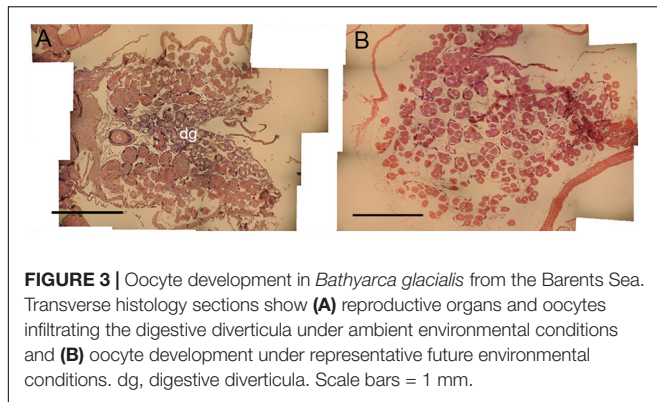 A
B
dg
FIGURE 3 | Oocyte development in Bathyarca glacialis from the Barents Sea.
Transverse histology sections show (A) reproductive organs and oocytes
infiltrating the digestive diverticula under ambient environmental conditions
and (B) oocyte development under representative future environmental
conditions. dg, digestive diverticula. Scale bars = 1 mm.